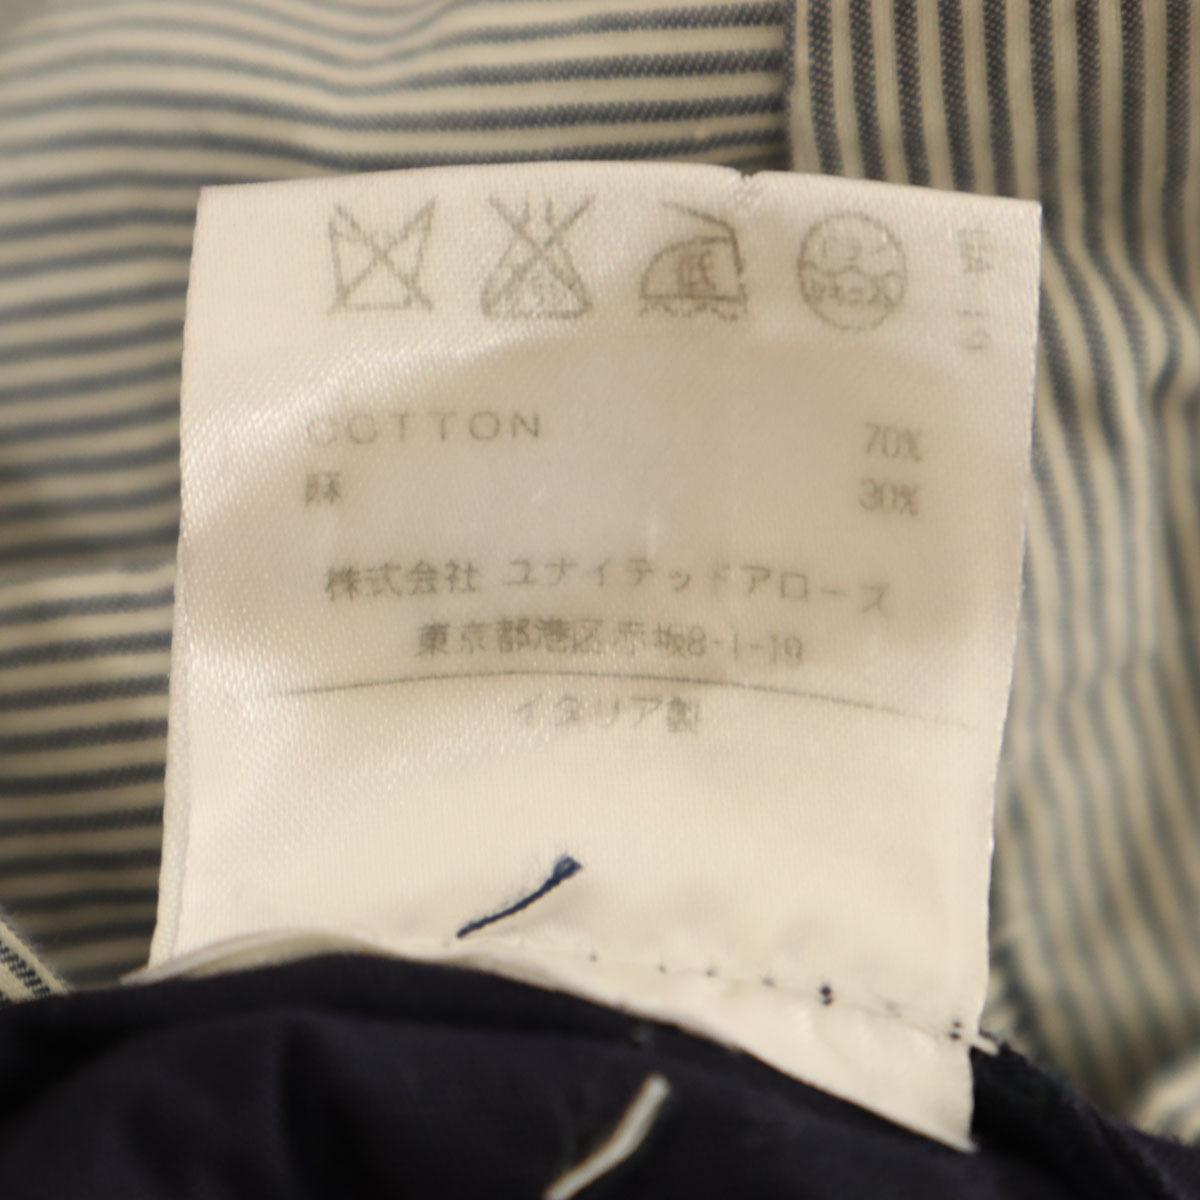 低
COTTON 70%
麻 30%
株式会社 ユナイテッドアローズ
東京都港区赤坂8-1-19
イタリア製